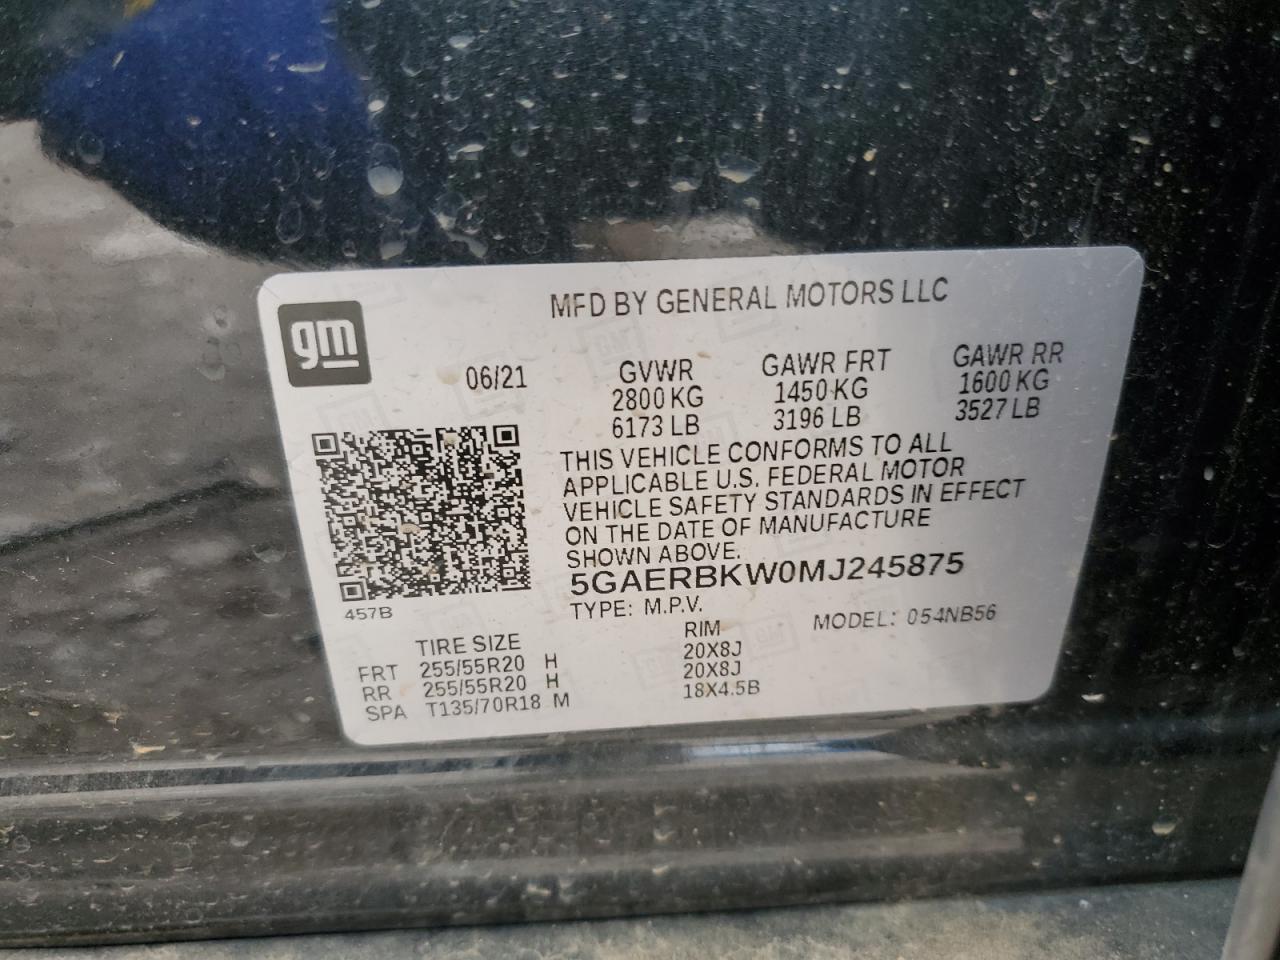 gm
MFD BY GENERAL MOTORS LLC
06/21
GVWR GAWR FRT GAWR RR
2800 KG 1450 KG 1600 KG
6173 LB 3196 LB 3527 LB
THIS VEHICLE CONFORMS TO ALL
APPLICABLE U.S. FEDERAL MOTOR
VEHICLE SAFETY STANDARDS IN EFFECT
ON THE DATE OF MANUFACTURE
SHOWN ABOVE.
5GAERBKW0MJ245875
457B
TYPE: M.P.V. MODEL: 054NB56
TIRE SIZE RIM
FRT 255/55R20 H 20X8J
RR 255/55R20 H 20X8J
SPA T135/70R18 M 18X4.5B